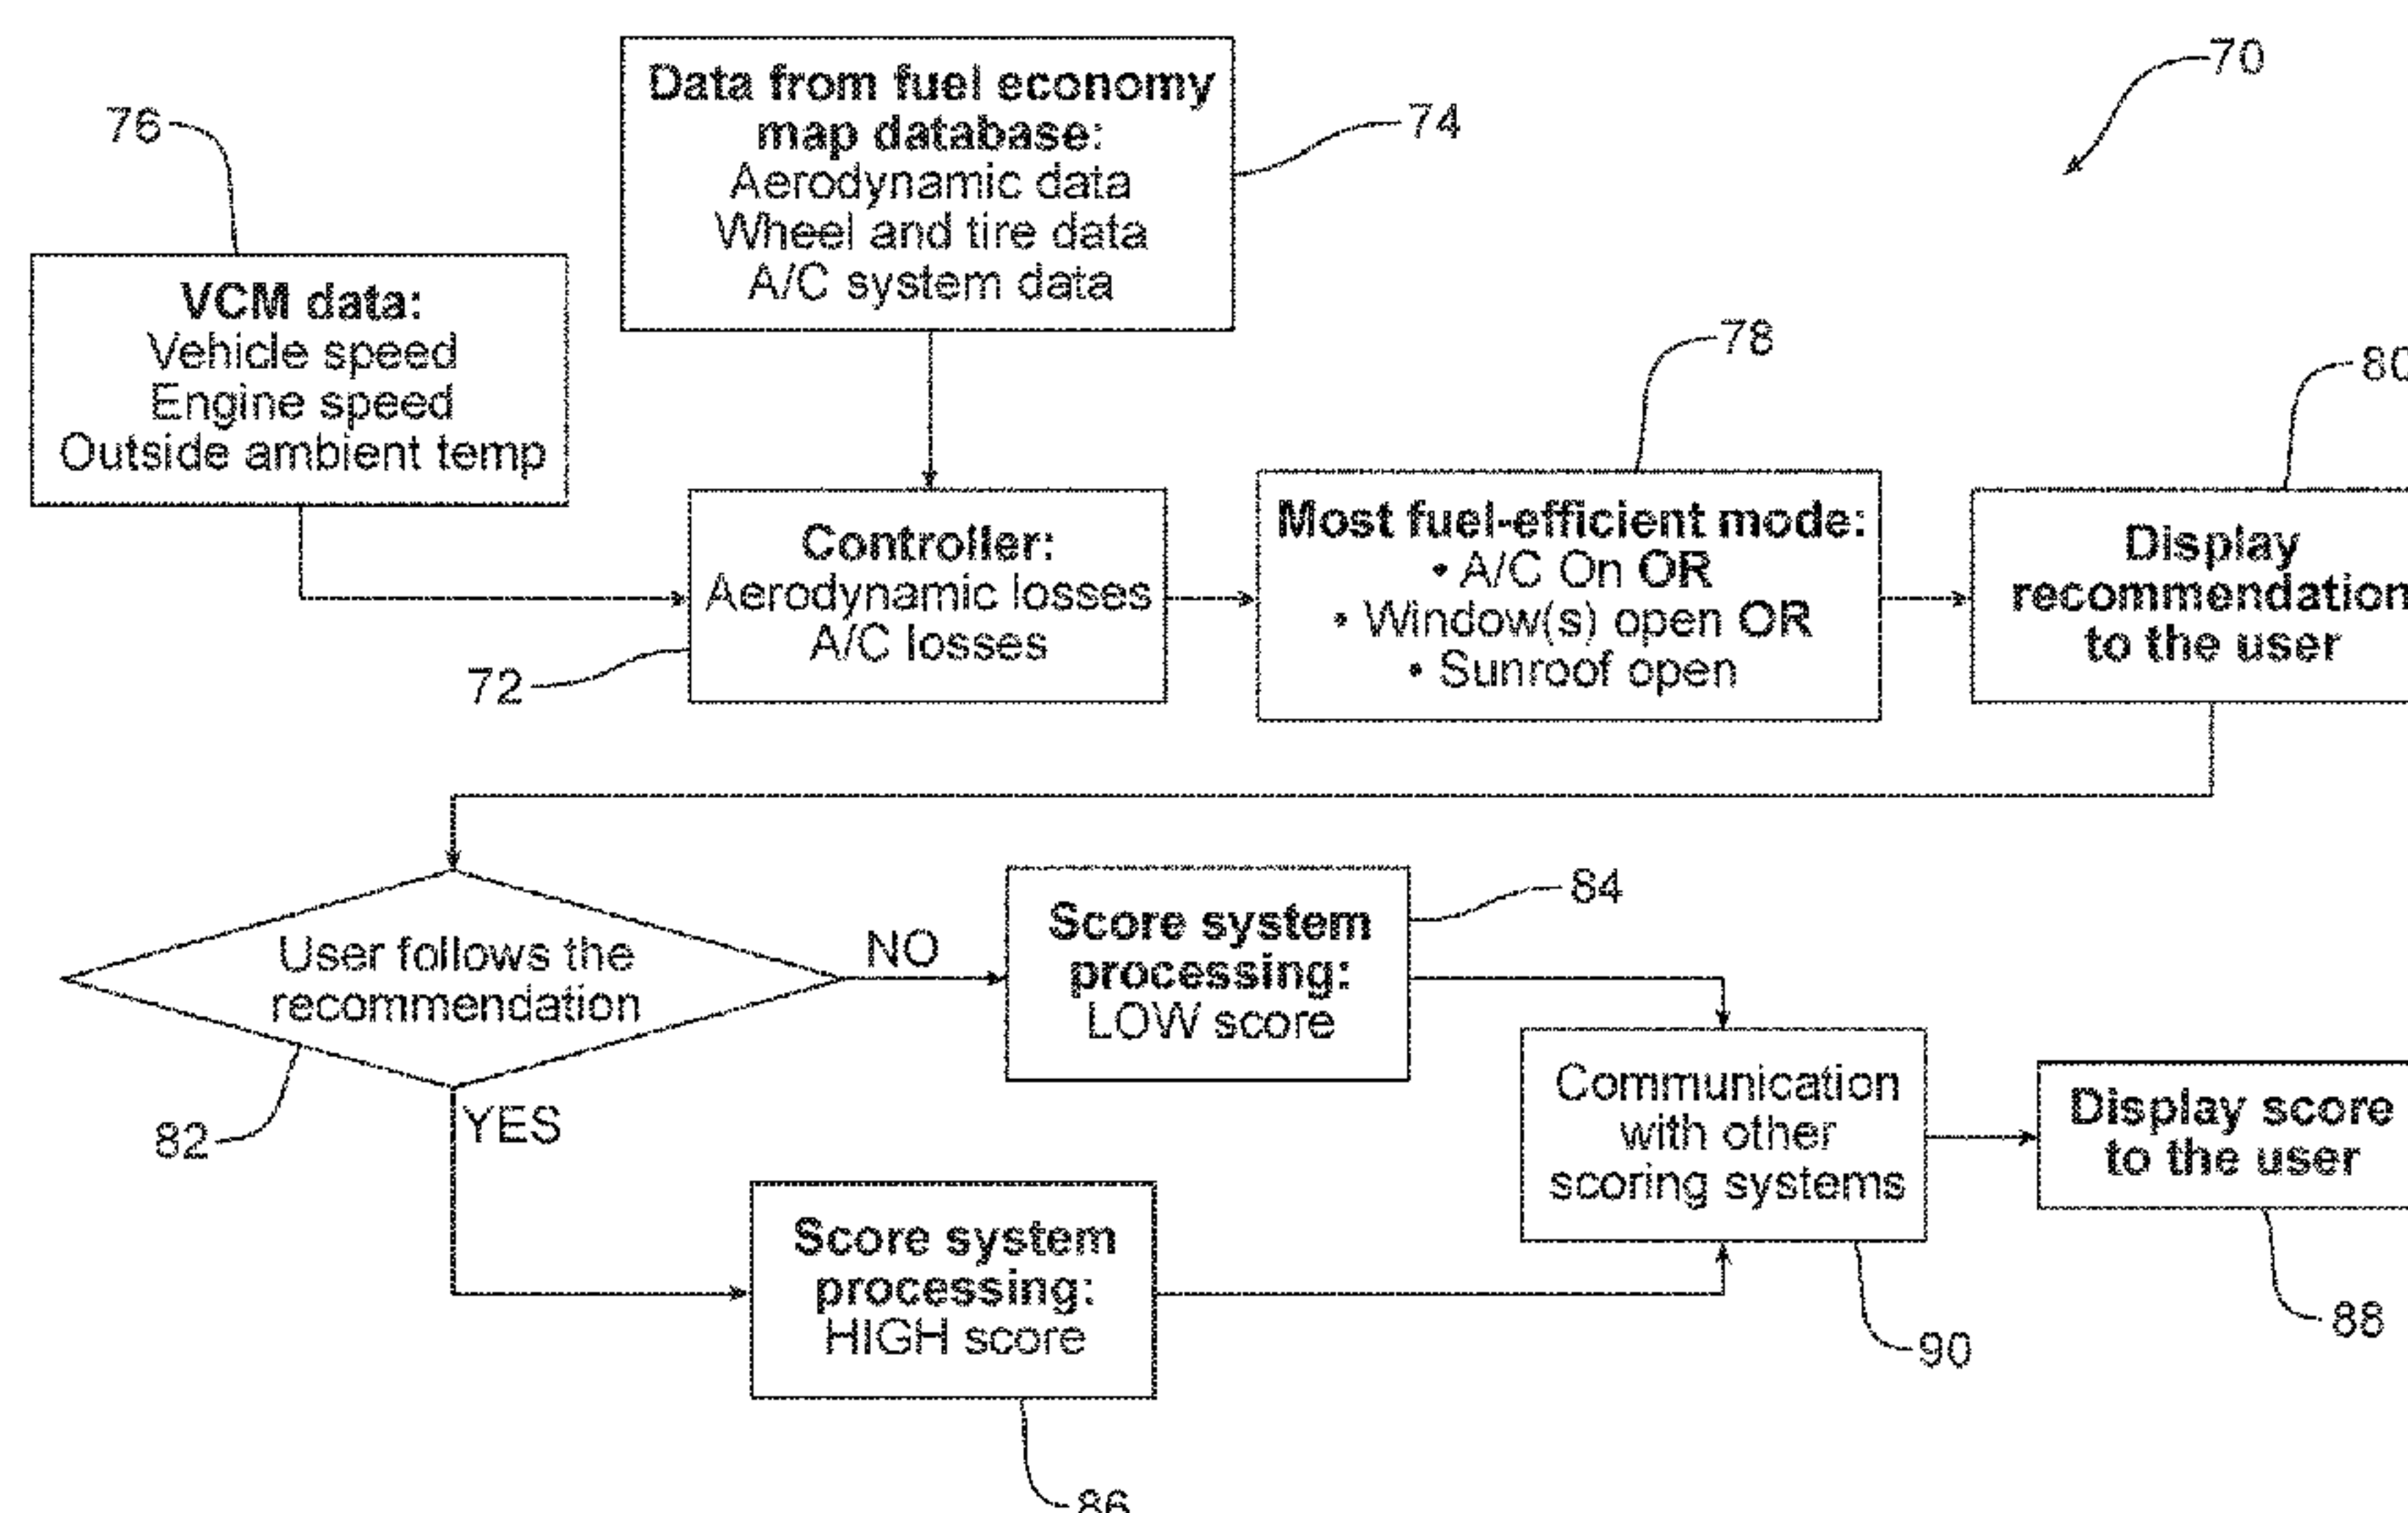 70
76
Data from fuel economy
map database:
Aerodynamic data
Wheel and tire data
A/C system data
74
VCM data:
Vehicle speed
Engine speed
Outside ambient temp
78
80
Controller:
Aerodynamic losses
A/C losses
72
Most fuel-efficient mode:
• A/C On OR
• Window(s) open OR
• Sunroof open
Display
recommendation
to the user
User follows the
recommendation
82
NO
YES
Score system
processing:
LOW score
84
Communication
with other
scoring systems
90
Display score
to the user
88
Score system
processing:
HIGH score
86